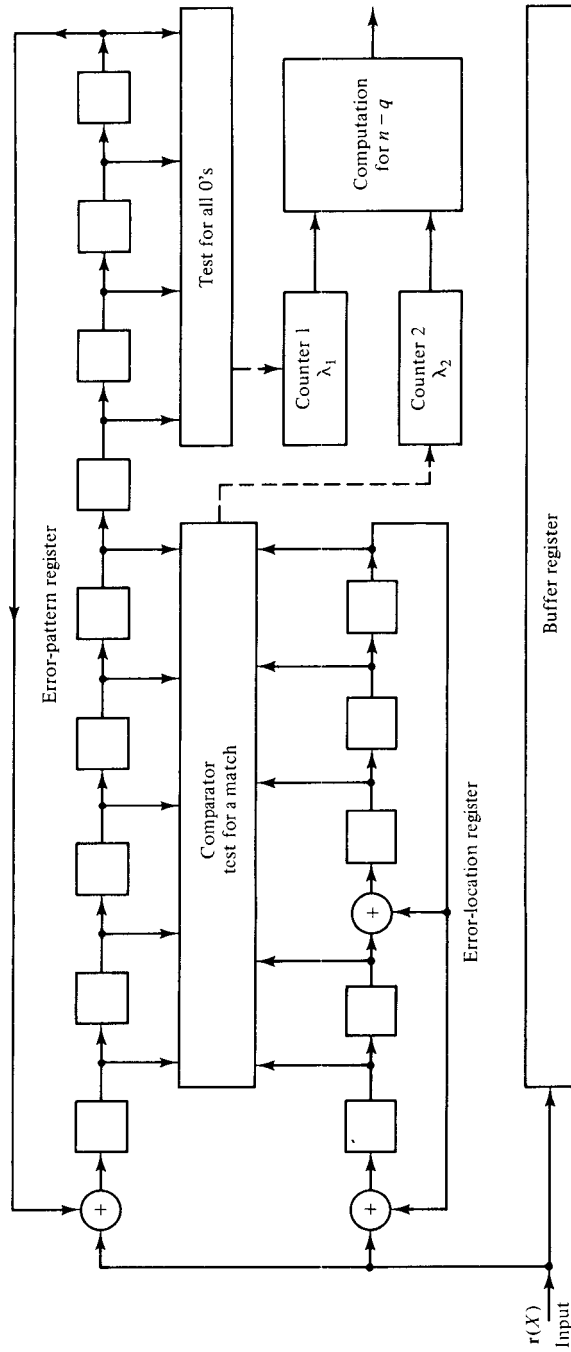 Error-pattern register
Test for all 0's
Computation
for n − q
Counter 1
λ₁
Counter 2
λ₂
Comparator
test for a match
Error-location register
Buffer register
r(X)
Input
+
+
+